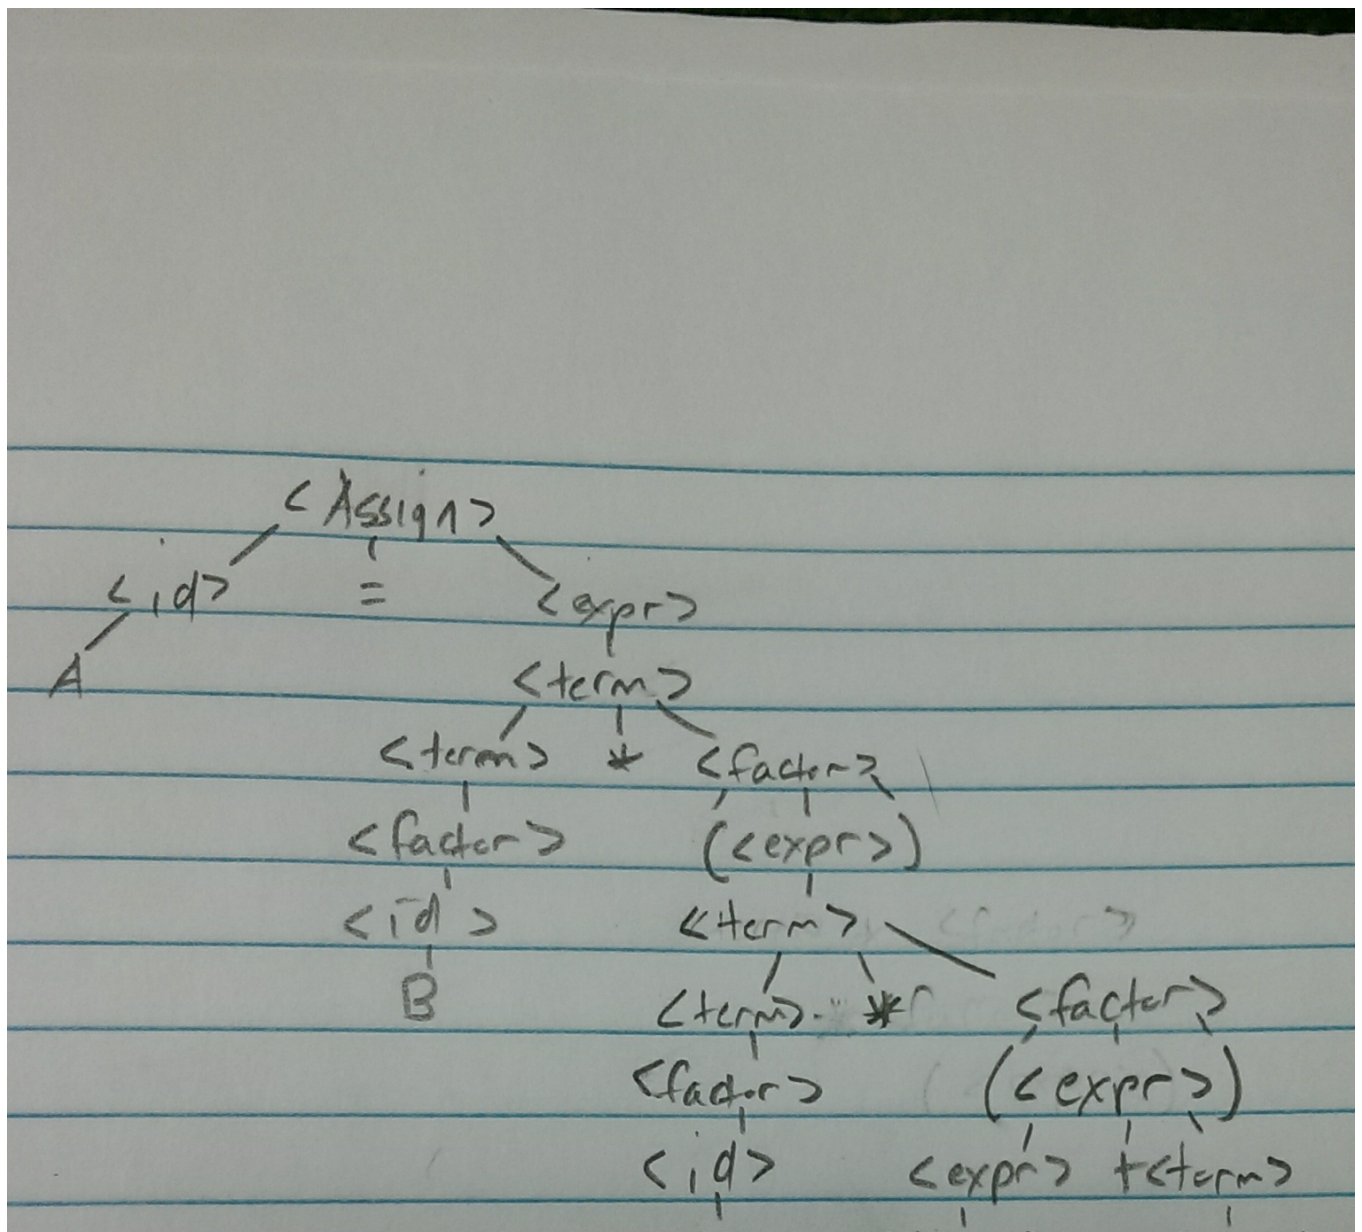 <Assign>
<id> = <expr>
A <term>
<term> * <factor>
<factor> (<expr>)
<id> <term>
B <term> * <factor>
<factor> (<expr>)
<id> <expr> + <term>